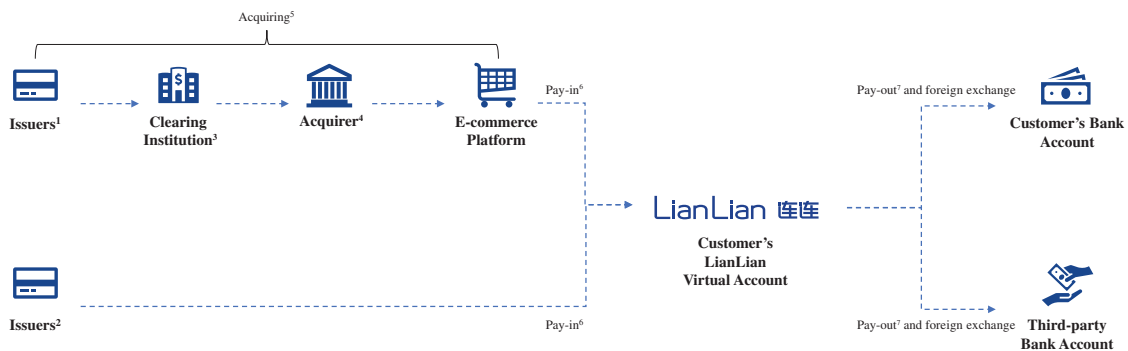 Acquiring⁵
Issuers¹
Clearing
Institution³
Acquirer⁴
E-commerce
Platform
Pay-in⁶
Pay-out⁷ and foreign exchange
Customer's Bank
Account
LianLian 连连
Customer's
LianLian
Virtual Account
Issuers²
Pay-in⁶
Pay-out⁷ and foreign exchange
Third-party
Bank Account
$